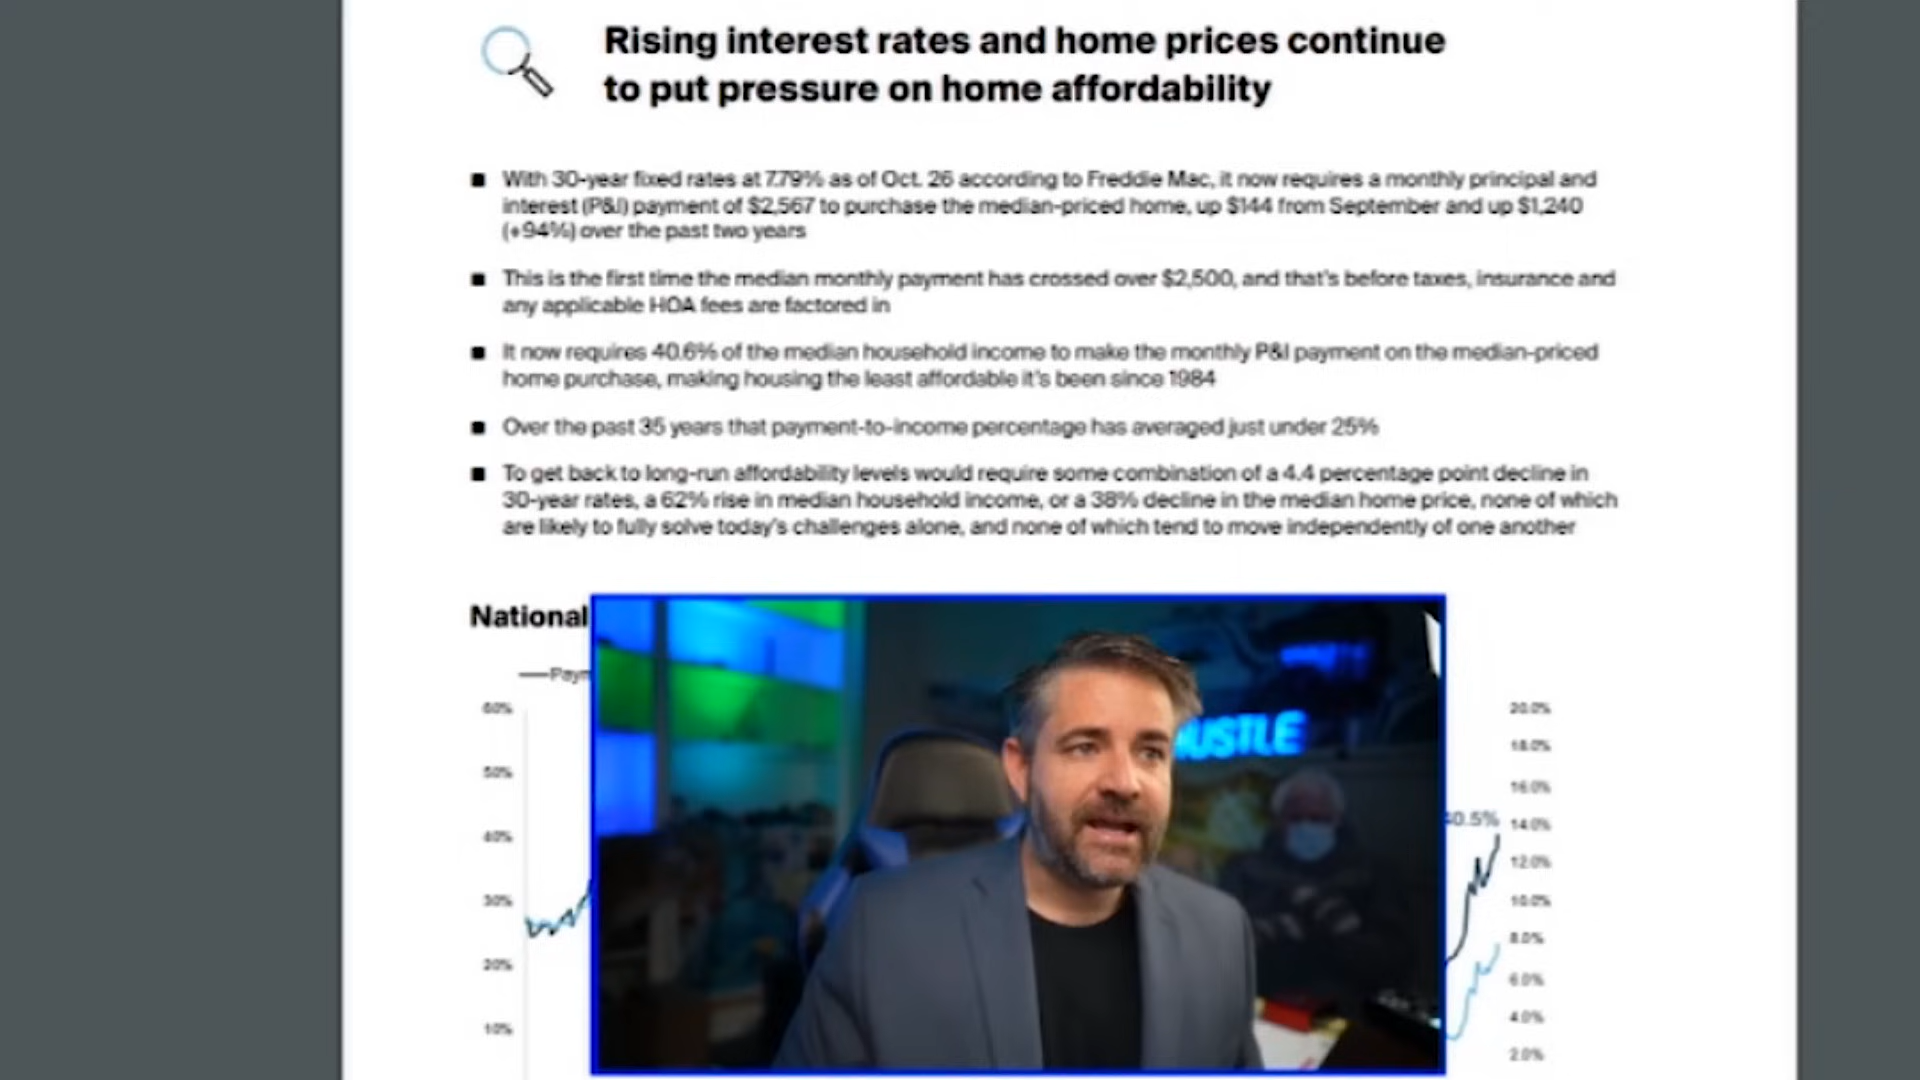 Rising interest rates and home prices continue
to put pressure on home affordability
With 30-year fixed rates at 7.79% as of Oct. 26 according to Freddie Mac, it now requires a monthly principal and
interest (P&I) payment of $2,567 to purchase the median-priced home, up $144 from September and up $1,240
(+94%) over the past two years
This is the first time the median monthly payment has crossed over $2,500, and that's before taxes, insurance and
any applicable HOA fees are factored in
It now requires 40.6% of the median household income to make the monthly P&I payment on the median-priced
home purchase, making housing the least affordable it's been since 1984
Over the past 35 years that payment-to-income percentage has averaged just under 25%
To get back to long-run affordability levels would require some combination of a 4.4 percentage point decline in
30-year rates, a 62% rise in median household income, or a 38% decline in the median home price, none of which
are likely to fully solve today's challenges alone, and none of which tend to move independently of one another
National
Paym
60%
50%
40%
30%
20%
10%
USTLE
0.5%
20.0%
18.0%
16.0%
14.0%
12.0%
10.0%
8.0%
6.0%
4.0%
2.0%